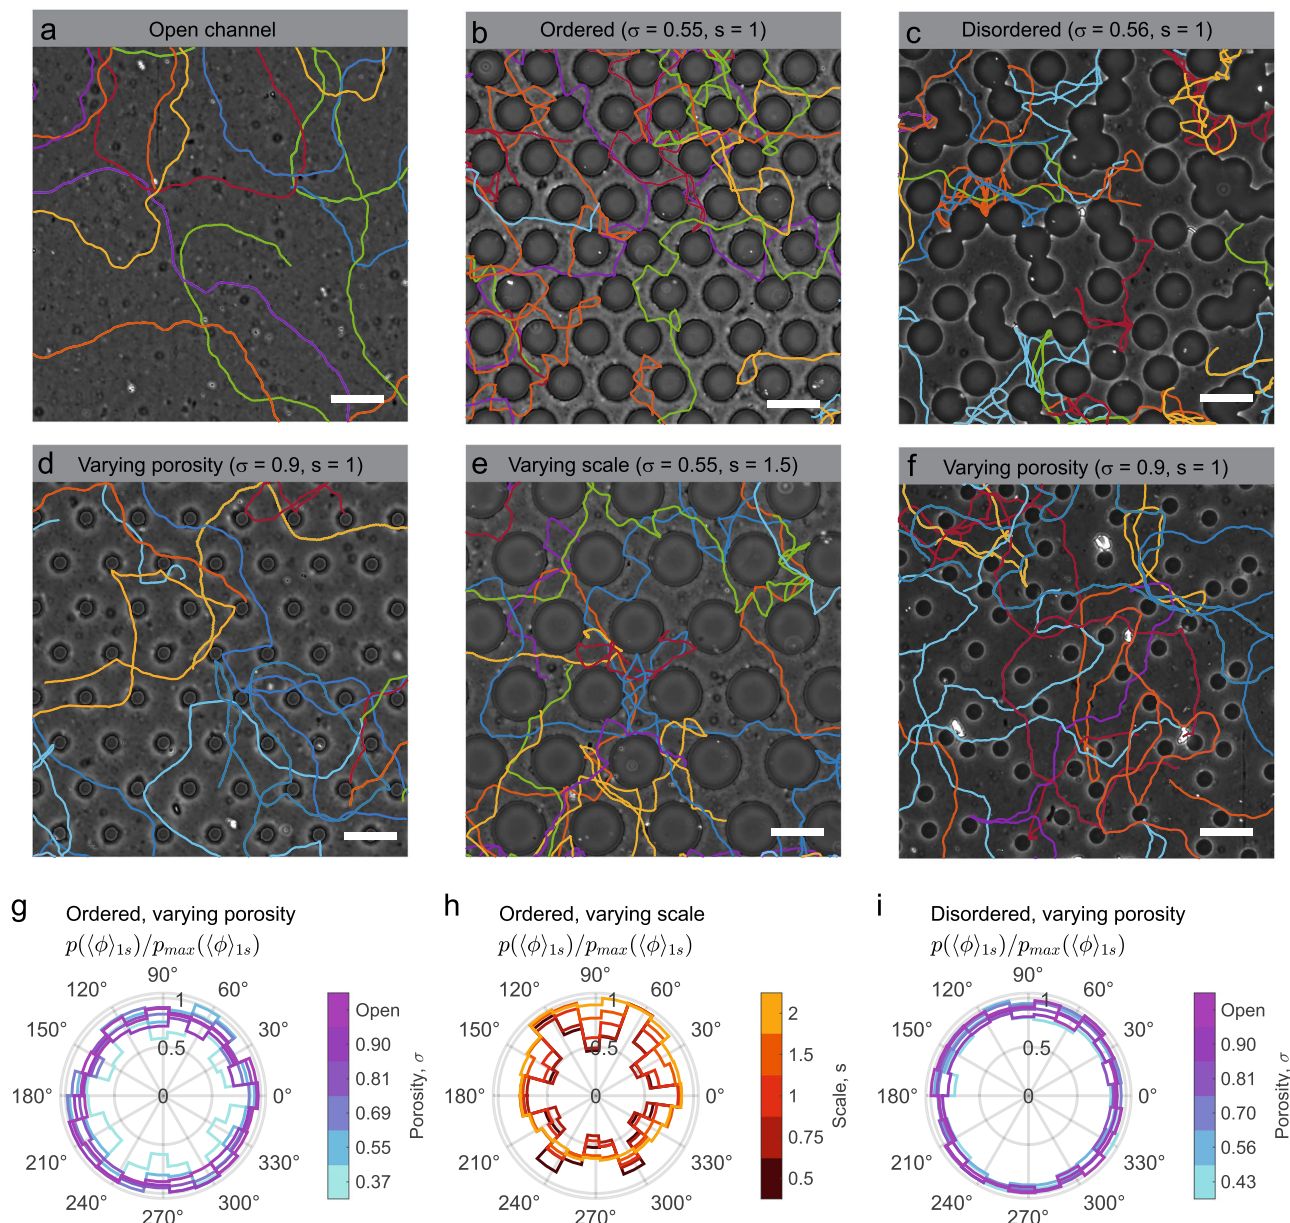 a Open channel
b Ordered (σ = 0.55, s = 1)
c Disordered (σ = 0.56, s = 1)
d Varying porosity (σ = 0.9, s = 1)
e Varying scale (σ = 0.55, s = 1.5)
f Varying porosity (σ = 0.9, s = 1)
g Ordered, varying porosity
p(⟨ϕ⟩1s)/pmax(⟨ϕ⟩1s)
90°
120° 60°
1
150° 30°
0.5
180° 0 0°
210° 330°
240° 300°
270°
Open
0.90
0.81
0.69
0.55
0.37
Porosity, σ
h Ordered, varying scale
p(⟨ϕ⟩1s)/pmax(⟨ϕ⟩1s)
90°
120° 60°
1
150° 30°
0.5
180° 0 0°
210° 330°
240° 300°
270°
2
1.5
1
0.75
0.5
Scale, s
i Disordered, varying porosity
p(⟨ϕ⟩1s)/pmax(⟨ϕ⟩1s)
90°
120° 60°
1
150° 30°
0.5
180° 0 0°
210° 330°
240° 300°
270°
Open
0.90
0.81
0.70
0.56
0.43
Porosity, σ